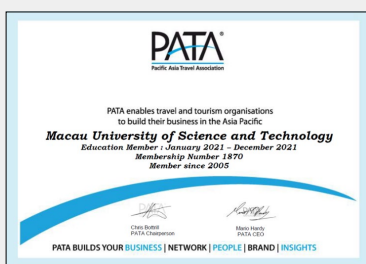 PATA®
Pacific Asia Travel Association
PATA enables travel and tourism organisations
to build their business in the Asia Pacific
Macau University of Science and Technology
Education Member : January 2021 – December 2021
Membership Number 1870
Member since 2005
Chris Bottrill
PATA Chairperson
Mario Hardy
PATA CEO
PATA BUILDS YOUR BUSINESS | NETWORK | PEOPLE | BRAND | INSIGHTS